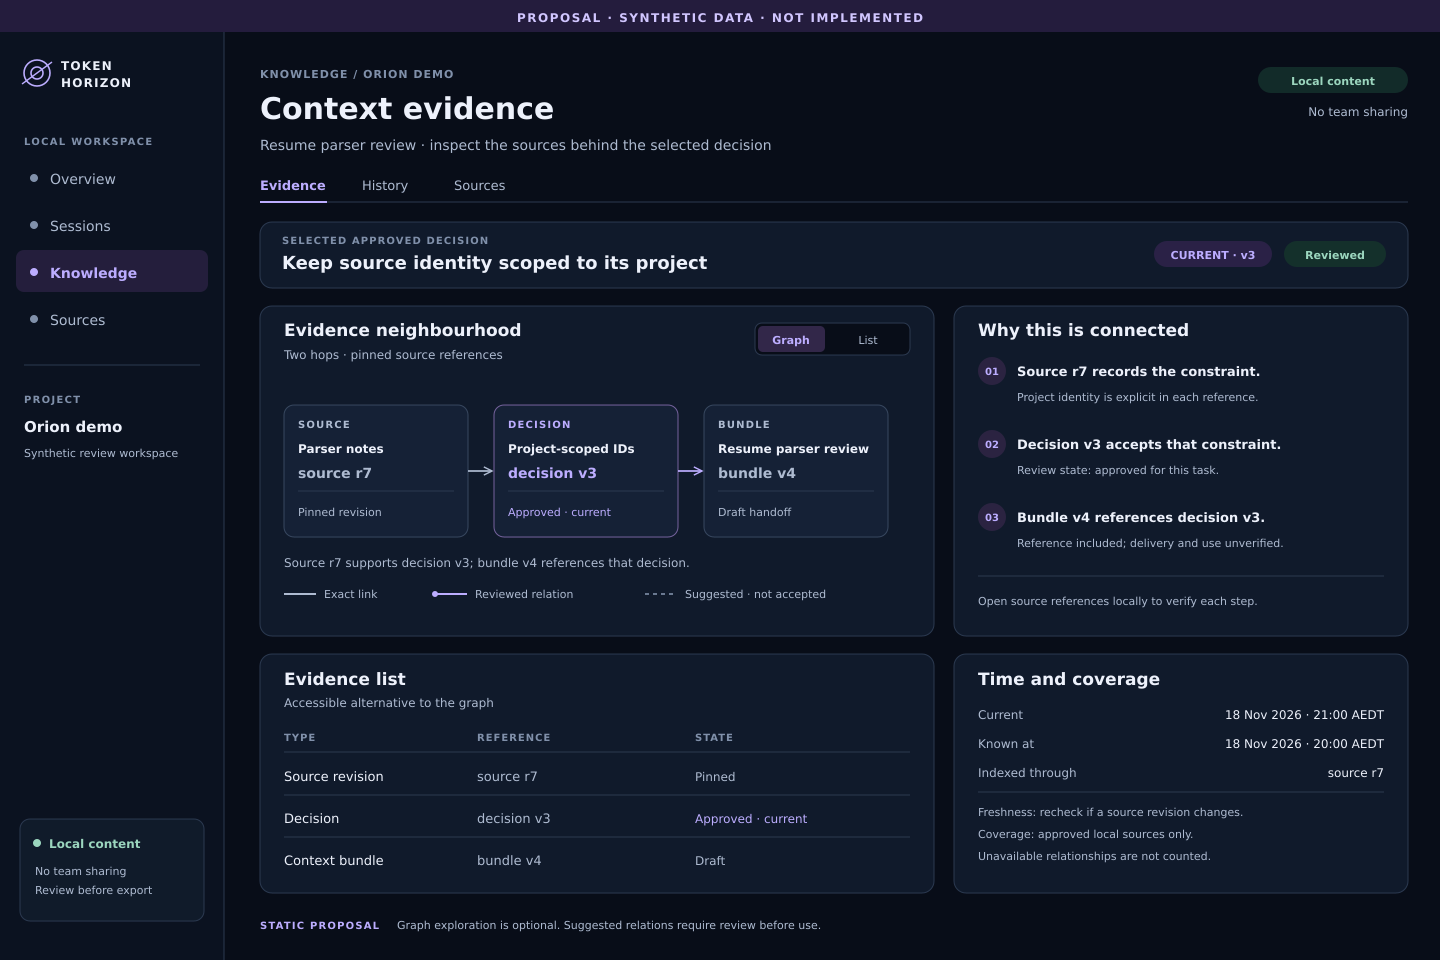 PROPOSAL · SYNTHETIC DATA · NOT IMPLEMENTED
TOKEN
HORIZON
LOCAL WORKSPACE
Overview
Sessions
Knowledge
Sources
PROJECT
Orion demo
Synthetic review workspace
Local content
No team sharing
Review before export
KNOWLEDGE / ORION DEMO
Context evidence
Resume parser review · inspect the sources behind the selected decision
Local content
No team sharing
Evidence History Sources
SELECTED APPROVED DECISION
Keep source identity scoped to its project
CURRENT · v3 Reviewed
Evidence neighbourhood
Two hops · pinned source references
Graph List
SOURCE
Parser notes
source r7
Pinned revision
DECISION
Project-scoped IDs
decision v3
Approved · current
BUNDLE
Resume parser review
bundle v4
Draft handoff
Source r7 supports decision v3; bundle v4 references that decision.
Exact link Reviewed relation Suggested · not accepted
Why this is connected
01 Source r7 records the constraint.
Project identity is explicit in each reference.
02 Decision v3 accepts that constraint.
Review state: approved for this task.
03 Bundle v4 references decision v3.
Reference included; delivery and use unverified.
Open source references locally to verify each step.
Evidence list
Accessible alternative to the graph
TYPE REFERENCE STATE
Source revision source r7 Pinned
Decision decision v3 Approved · current
Context bundle bundle v4 Draft
Time and coverage
Current 18 Nov 2026 · 21:00 AEDT
Known at 18 Nov 2026 · 20:00 AEDT
Indexed through source r7
Freshness: recheck if a source revision changes.
Coverage: approved local sources only.
Unavailable relationships are not counted.
STATIC PROPOSAL Graph exploration is optional. Suggested relations require review before use.